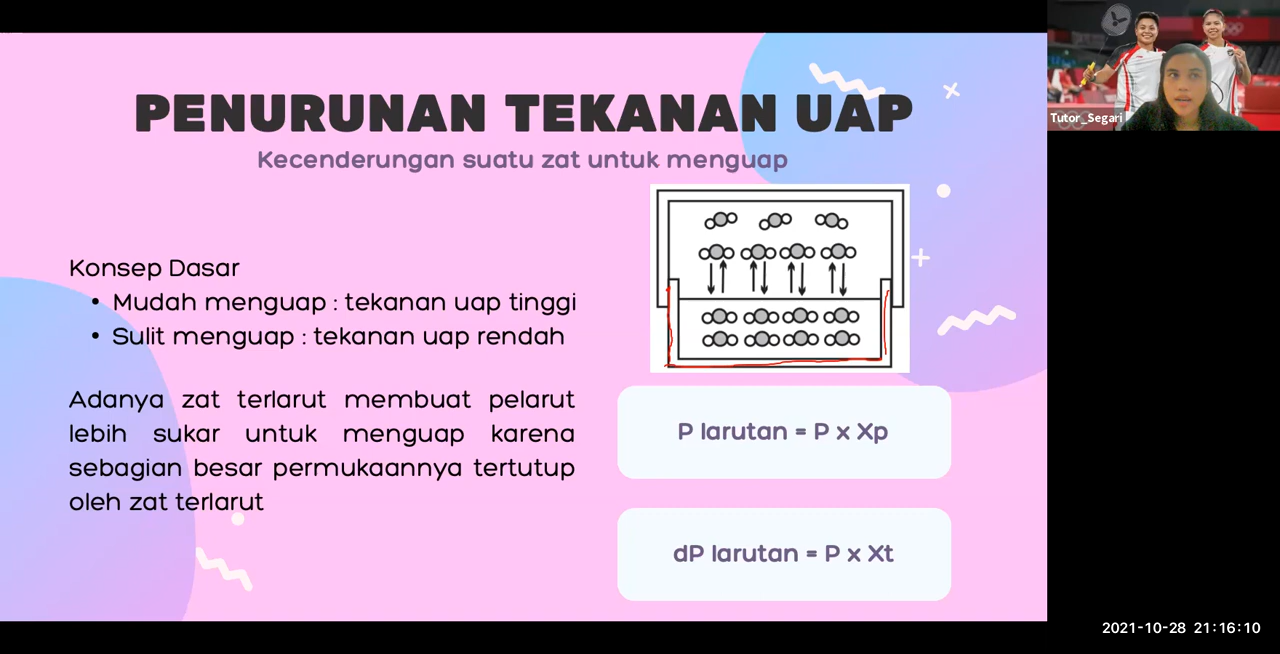 PENURUNAN TEKANAN UAP
Kecenderungan suatu zat untuk menguap
Konsep Dasar
• Mudah menguap : tekanan uap tinggi
• Sulit menguap : tekanan uap rendah
Adanya zat terlarut membuat pelarut
lebih sukar untuk menguap karena
sebagian besar permukaannya tertutup
oleh zat terlarut
P larutan = P x Xp
dP larutan = P x Xt
Tutor_Segari
2021-10-28 21:16:10